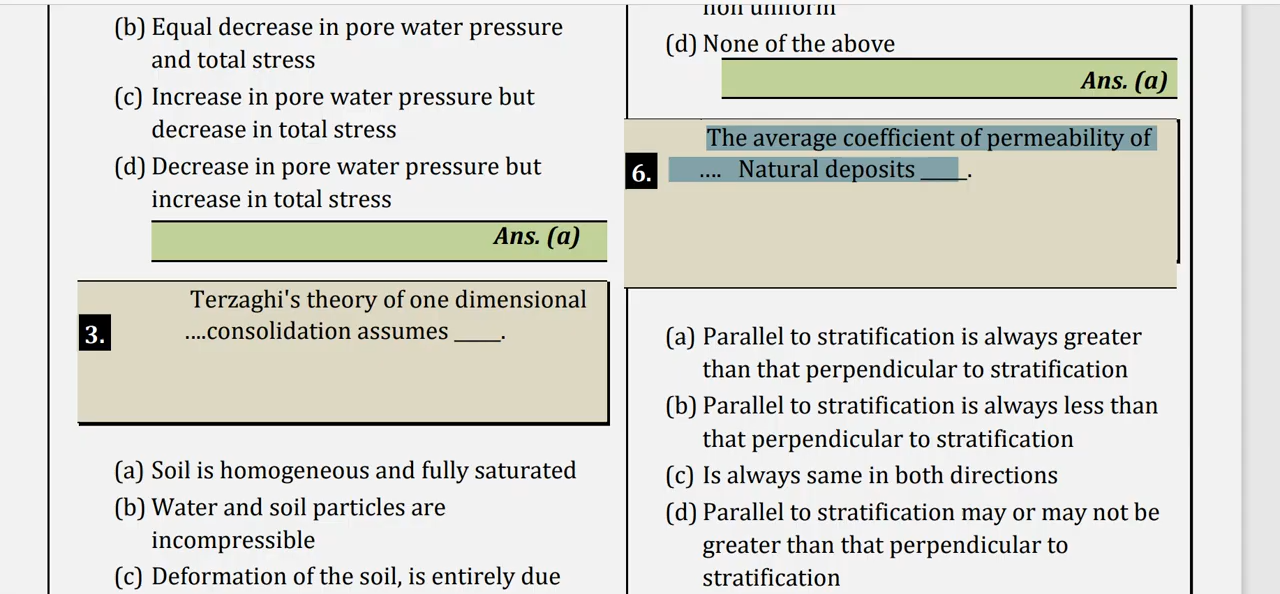 (b) Equal decrease in pore water pressure
and total stress
(c) Increase in pore water pressure but
decrease in total stress
(d) Decrease in pore water pressure but
increase in total stress
Ans. (a)
3.
Terzaghi's theory of one dimensional
....consolidation assumes _____.
(a) Soil is homogeneous and fully saturated
(b) Water and soil particles are
incompressible
(c) Deformation of the soil, is entirely due
non uniform
(d) None of the above
Ans. (a)
6.
The average coefficient of permeability of
.... Natural deposits _____.
(a) Parallel to stratification is always greater
than that perpendicular to stratification
(b) Parallel to stratification is always less than
that perpendicular to stratification
(c) Is always same in both directions
(d) Parallel to stratification may or may not be
greater than that perpendicular to
stratification